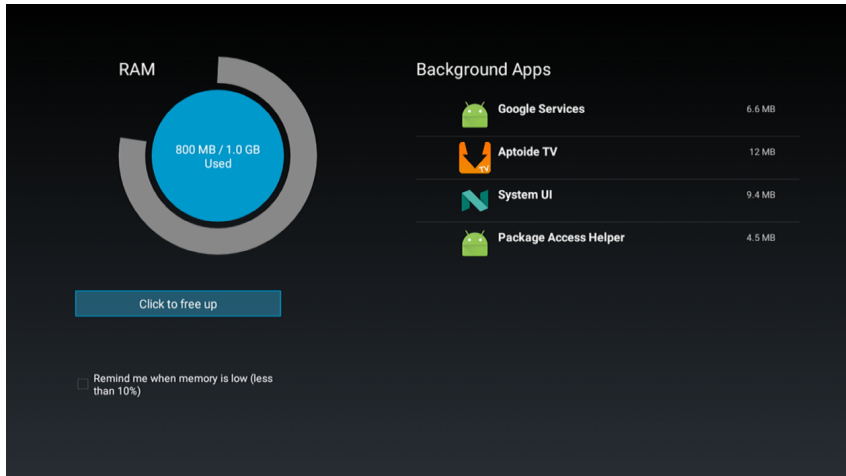 RAM
800 MB / 1.0 GB
Used
Click to free up
Remind me when memory is low (less
than 10%)
Background Apps
Google Services 6.6 MB
TV
Aptoide TV 12 MB
System UI 9.4 MB
Package Access Helper 4.5 MB